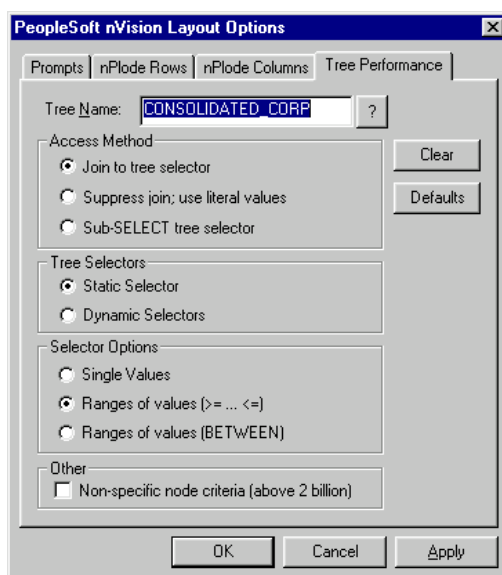 PeopleSoft nVision Layout Options
Prompts nPlode Rows nPlode Columns Tree Performance
Tree Name: CONSOLIDATED_CORP ?
Access Method
Join to tree selector
Suppress join; use literal values
Sub-SELECT tree selector
Clear
Defaults
Tree Selectors
Static Selector
Dynamic Selectors
Selector Options
Single Values
Ranges of values (>= ... <=)
Ranges of values (BETWEEN)
Other
Non-specific node criteria (above 2 billion)
OK Cancel Apply